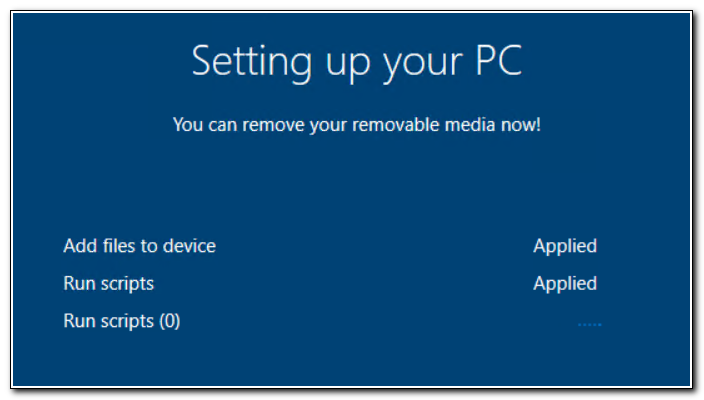 Setting up your PC
You can remove your removable media now!
Add files to device Applied
Run scripts Applied
Run scripts (0) .....